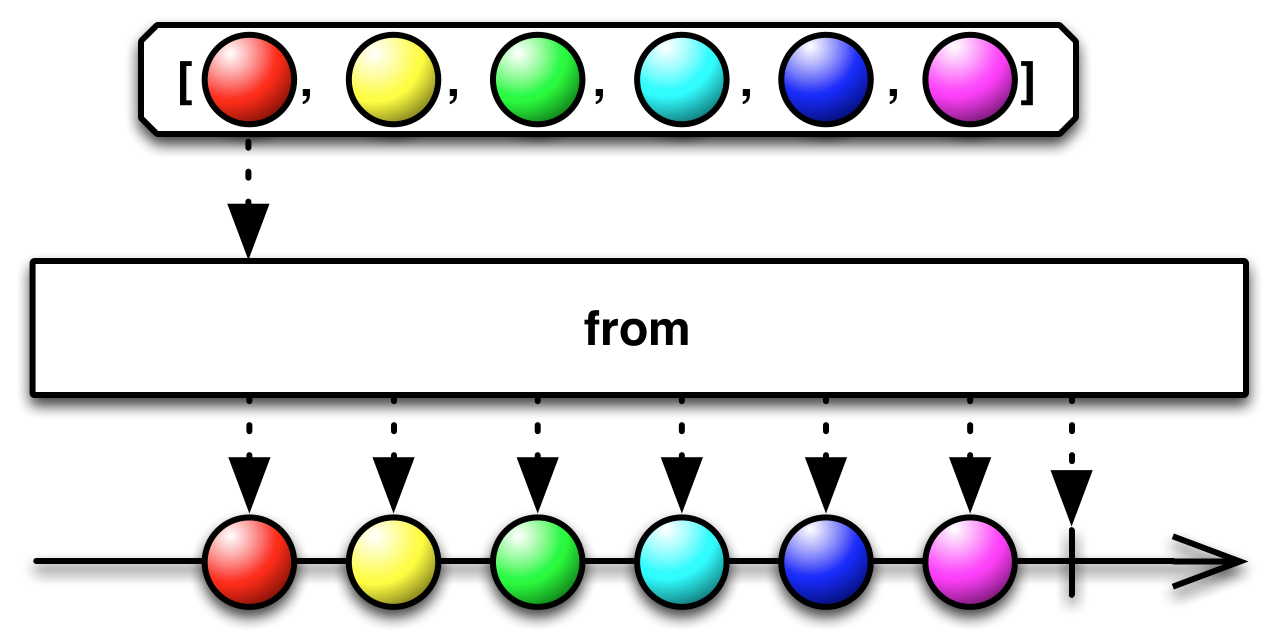 [ , , , , , ]
from